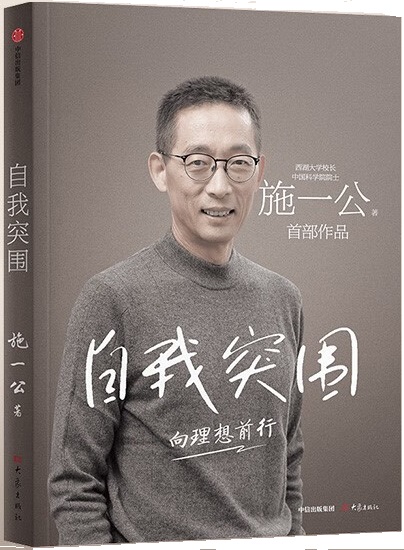 中信出版集团
自我突围
施一公 著
大象出版社
西湖大学校长
中国科学院院士
施一公 著
首部作品
自我突围
向理想前行
中信出版集团 大象出版社